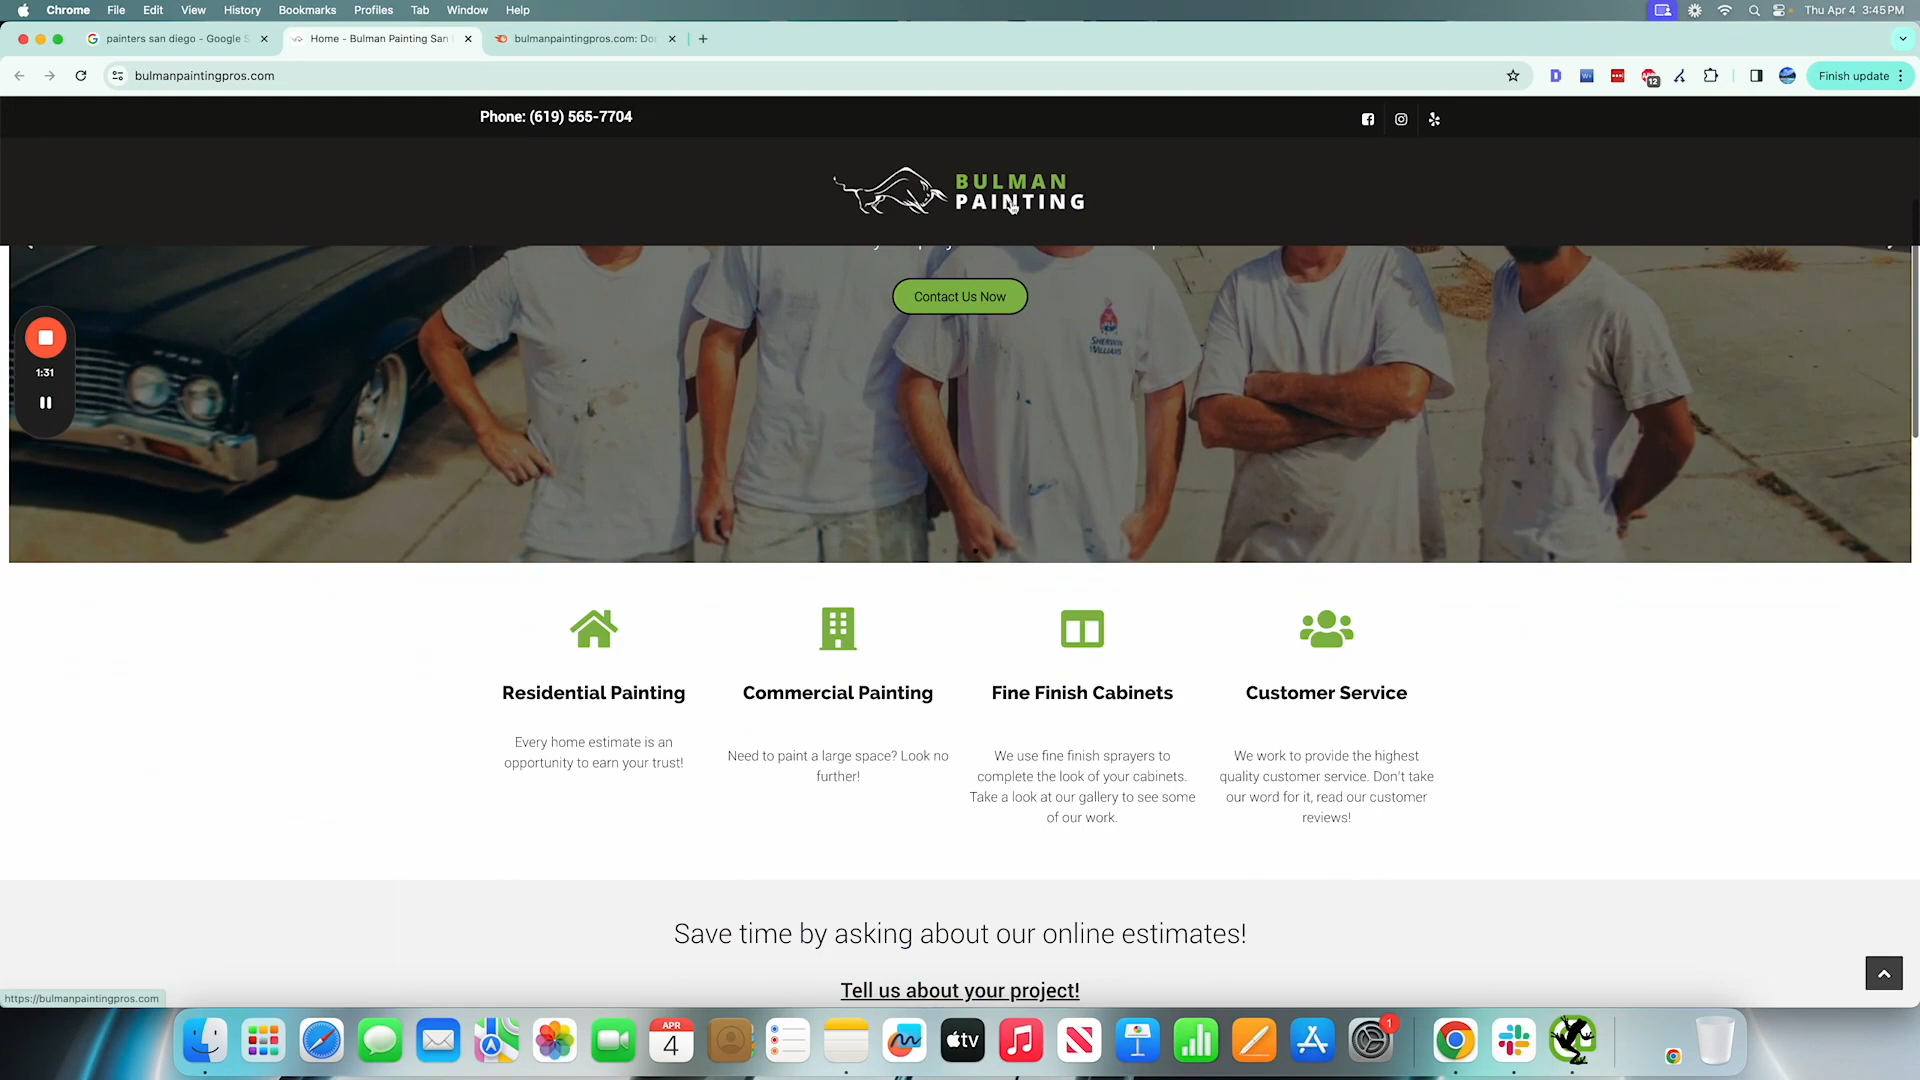 Chrome File Edit View History Bookmarks Profiles Tab Window Help
Thu Apr 4 3:45 PM
painters san diego - Google S
Home - Bulman Painting San
bulmanpaintingpros.com: Do
bulmanpaintingpros.com
12
Finish update
Phone: (619) 565-7704
BULMAN
PAINTING
Contact Us Now
SHERWIN
WILLIAMS
1:31
Residential Painting
Every home estimate is an
opportunity to earn your trust!
Commercial Painting
Need to paint a large space? Look no
further!
Fine Finish Cabinets
We use fine finish sprayers to
complete the look of your cabinets.
Take a look at our gallery to see some
of our work.
Customer Service
We work to provide the highest
quality customer service. Don't take
our word for it, read our customer
reviews!
Save time by asking about our online estimates!
Tell us about your project!
https://bulmanpaintingpros.com
APR
4
tv
1